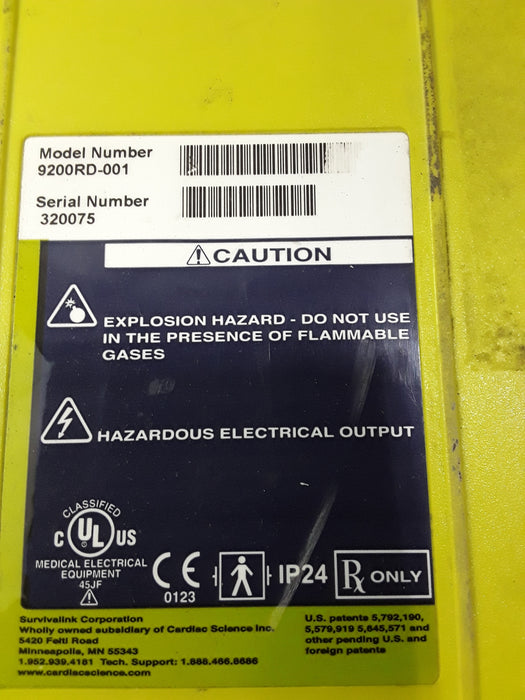 Model Number
9200RD-001
Serial Number
320075
CAUTION
EXPLOSION HAZARD - DO NOT USE
IN THE PRESENCE OF FLAMMABLE
GASES
HAZARDOUS ELECTRICAL OUTPUT
CLASSIFIED
C UL US
MEDICAL ELECTRICAL
EQUIPMENT
45JF
CE
0123
IP24
Rx ONLY
Survivalink Corporation
Wholly owned subsidiary of Cardiac Science Inc.
5420 Feltl Road
Minneapolis, MN 55343
1.952.939.4181 Tech. Support: 1.888.466.8686
www.cardiacscience.com
U.S. patents 5,792,190,
5,579,919 5,645,571 and
other pending U.S. and
foreign patents